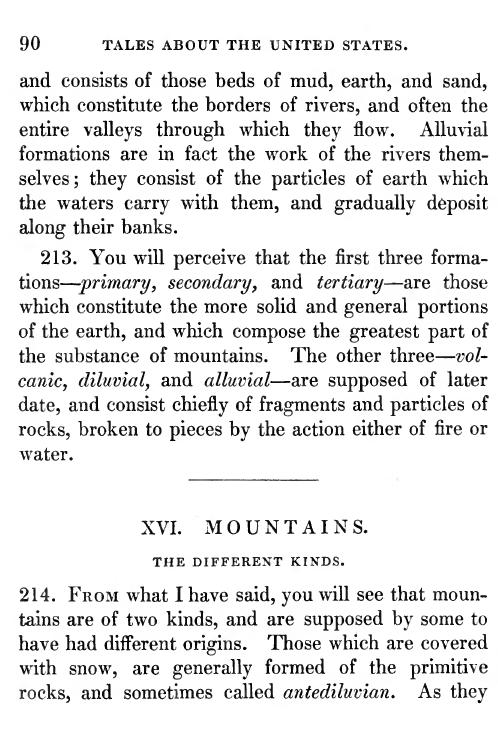 90 TALES ABOUT THE UNITED STATES.
and consists of those beds of mud, earth, and sand,
which constitute the borders of rivers, and often the
entire valleys through which they flow. Alluvial
formations are in fact the work of the rivers them-
selves; they consist of the particles of earth which
the waters carry with them, and gradually deposit
along their banks.
213. You will perceive that the first three forma-
tions—primary, secondary, and tertiary—are those
which constitute the more solid and general portions
of the earth, and which compose the greatest part of
the substance of mountains. The other three—vol-
canic, diluvial, and alluvial—are supposed of later
date, and consist chiefly of fragments and particles of
rocks, broken to pieces by the action either of fire or
water.
XVI. MOUNTAINS.
THE DIFFERENT KINDS.
214. FROM what I have said, you will see that moun-
tains are of two kinds, and are supposed by some to
have had different origins. Those which are covered
with snow, are generally formed of the primitive
rocks, and sometimes called antediluvian. As they